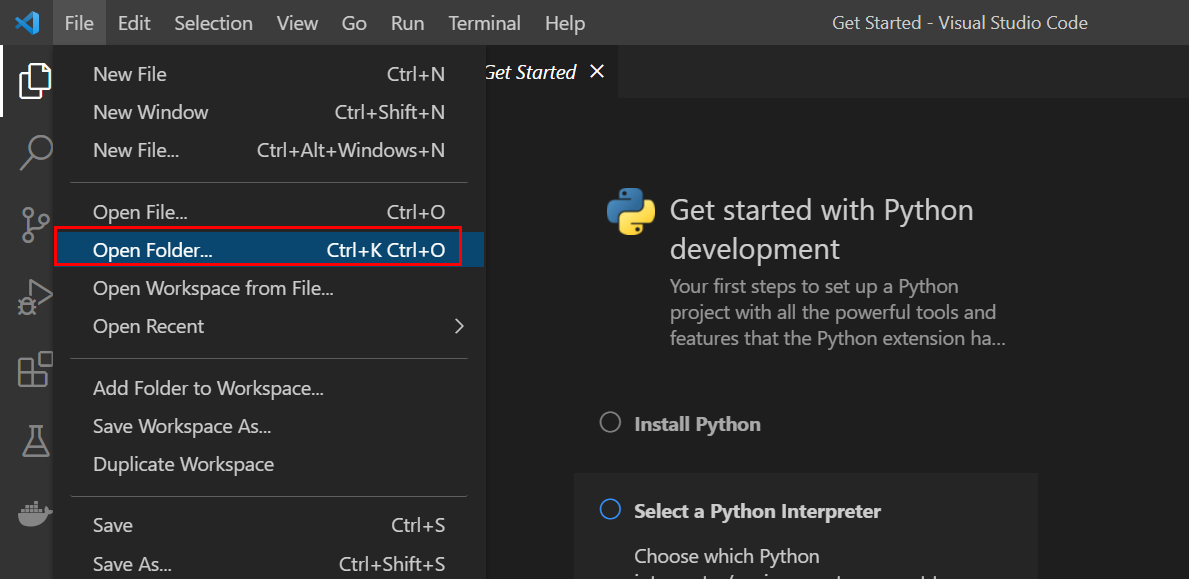 File Edit Selection View Go Run Terminal Help Get Started - Visual Studio Code
New File Ctrl+N
New Window Ctrl+Shift+N
New File... Ctrl+Alt+Windows+N
Open File... Ctrl+O
Open Folder... Ctrl+K Ctrl+O
Open Workspace from File...
Open Recent
Add Folder to Workspace...
Save Workspace As...
Duplicate Workspace
Save Ctrl+S
Save As... Ctrl+Shift+S
Get Started
Get started with Python
development
Your first steps to set up a Python
project with all the powerful tools and
features that the Python extension ha...
Install Python
Select a Python Interpreter
Choose which Python